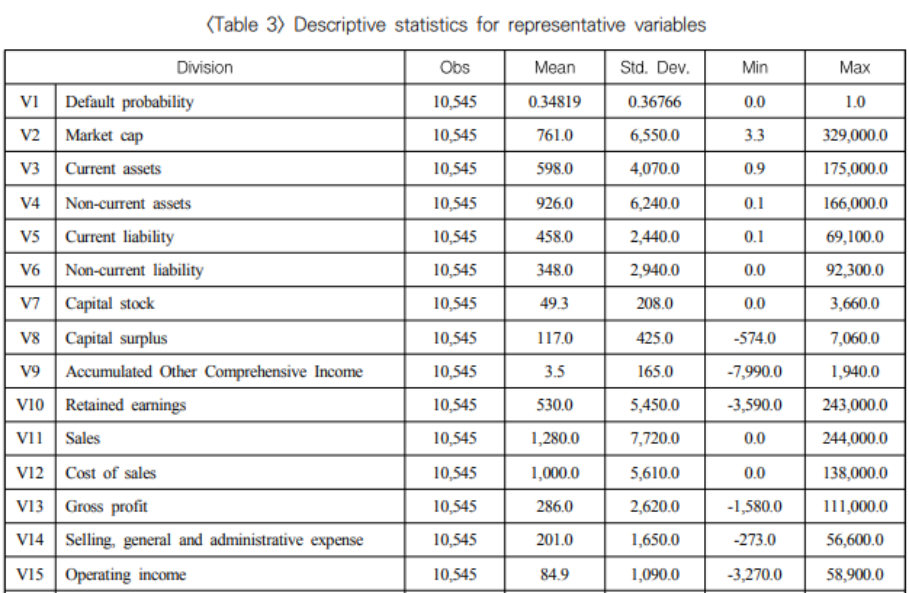 〈Table 3〉 Descriptive statistics for representative variables
Division Obs Mean Std. Dev. Min Max
V1 Default probability 10,545 0.34819 0.36766 0.0 1.0
V2 Market cap 10,545 761.0 6,550.0 3.3 329,000.0
V3 Current assets 10,545 598.0 4,070.0 0.9 175,000.0
V4 Non-current assets 10,545 926.0 6,240.0 0.1 166,000.0
V5 Current liability 10,545 458.0 2,440.0 0.1 69,100.0
V6 Non-current liability 10,545 348.0 2,940.0 0.0 92,300.0
V7 Capital stock 10,545 49.3 208.0 0.0 3,660.0
V8 Capital surplus 10,545 117.0 425.0 -574.0 7,060.0
V9 Accumulated Other Comprehensive Income 10,545 3.5 165.0 -7,990.0 1,940.0
V10 Retained earnings 10,545 530.0 5,450.0 -3,590.0 243,000.0
V11 Sales 10,545 1,280.0 7,720.0 0.0 244,000.0
V12 Cost of sales 10,545 1,000.0 5,610.0 0.0 138,000.0
V13 Gross profit 10,545 286.0 2,620.0 -1,580.0 111,000.0
V14 Selling, general and administrative expense 10,545 201.0 1,650.0 -273.0 56,600.0
V15 Operating income 10,545 84.9 1,090.0 -3,270.0 58,900.0